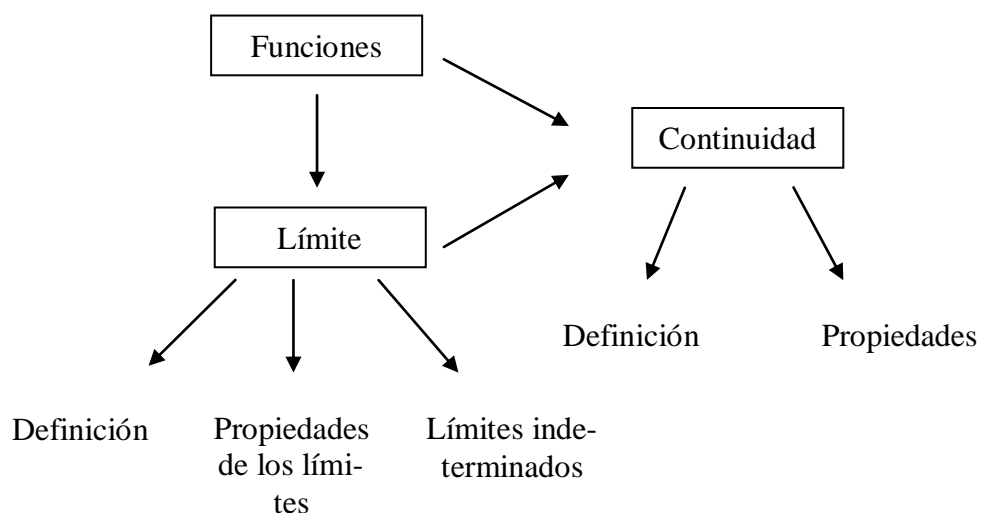 Funciones
Continuidad
Límite
Definición
Propiedades
Definición
Propiedades
de los lími-
tes
Límites inde-
terminados